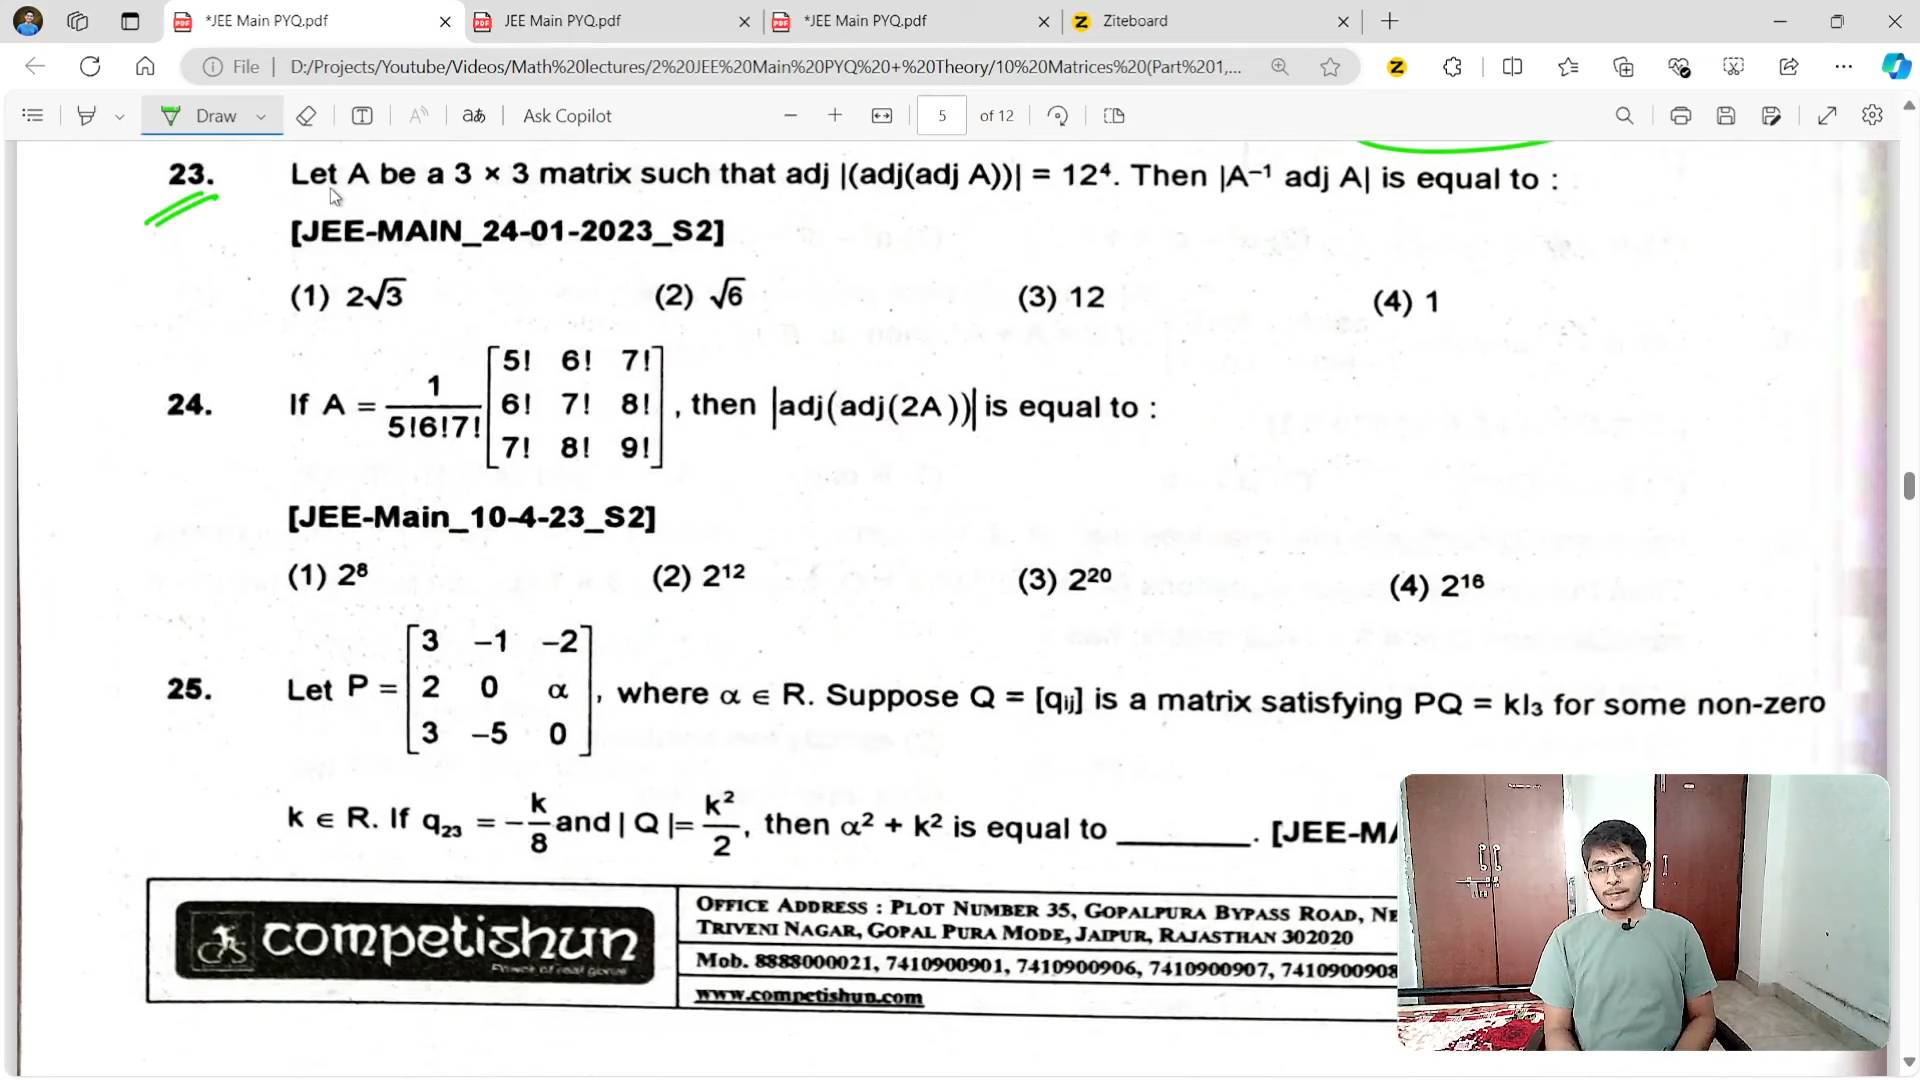 *JEE Main PYQ.pdf
JEE Main PYQ.pdf
*JEE Main PYQ.pdf
Ziteboard
File
D:/Projects/Youtube/Videos/Math%20lectures/2%20JEE%20Main%20PYQ%20+%20Theory/10%20Matrices%20(Part%201,...
Draw
Ask Copilot
5 of 12
23. Let A be a 3 × 3 matrix such that adj |(adj(adj A))| = 12⁴. Then |A⁻¹ adj A| is equal to :
[JEE-MAIN_24-01-2023_S2]
(1) 2√3 (2) √6 (3) 12 (4) 1
5! 6! 7!
24. If A = 1/5!6!7! 6! 7! 8! , then |adj(adj(2A))| is equal to :
7! 8! 9!
[JEE-Main_10-4-23_S2]
(1) 2⁸ (2) 2¹² (3) 2²⁰ (4) 2¹⁶
3 –1 –2
25. Let P = 2 0 α , where α ∈ R. Suppose Q = [qᵢⱼ] is a matrix satisfying PQ = kI₃ for some non-zero
3 –5 0
k ∈ R. If q₂₃ = –k/8 and | Q |= k²/2, then α² + k² is equal to ________. [JEE-MA
competishun
OFFICE ADDRESS : PLOT NUMBER 35, GOPALPURA BYPASS ROAD, NE
TRIVENI NAGAR, GOPAL PURA MODE, JAIPUR, RAJASTHAN 302020
Mob. 8888000021, 7410900901, 7410900906, 7410900907, 7410900908
www.competishun.com